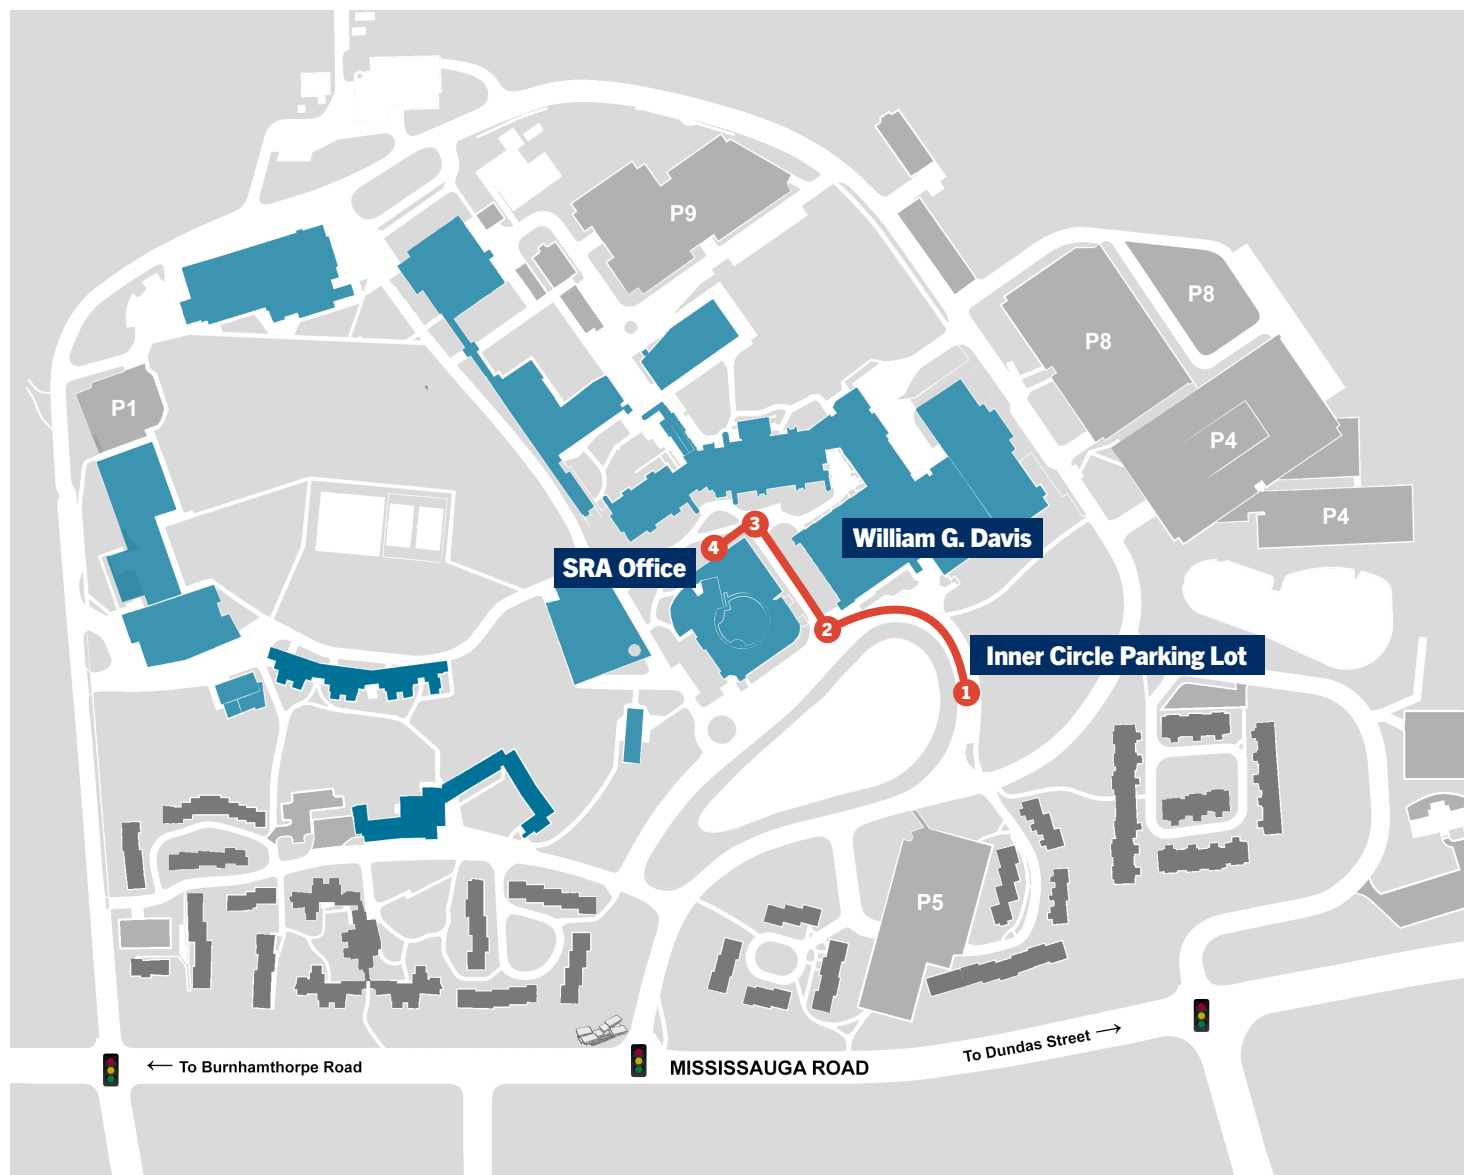 P9
P8
P8
P1
P4
P4
3
William G. Davis
4
SRA Office
2
Inner Circle Parking Lot
1
P5
To Dundas Street →
← To Burnhamthorpe Road
MISSISSAUGA ROAD